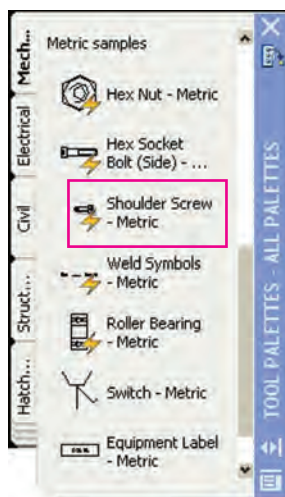 Mech...
Electrical
Civil
Struct...
Hatch...
Metric samples
Hex Nut - Metric
Hex Socket
Bolt (Side) - ...
Shoulder Screw
- Metric
Weld Symbols
- Metric
Roller Bearing
- Metric
Switch - Metric
Equipment Label
- Metric
TOOL PALETTES - ALL PALETTES